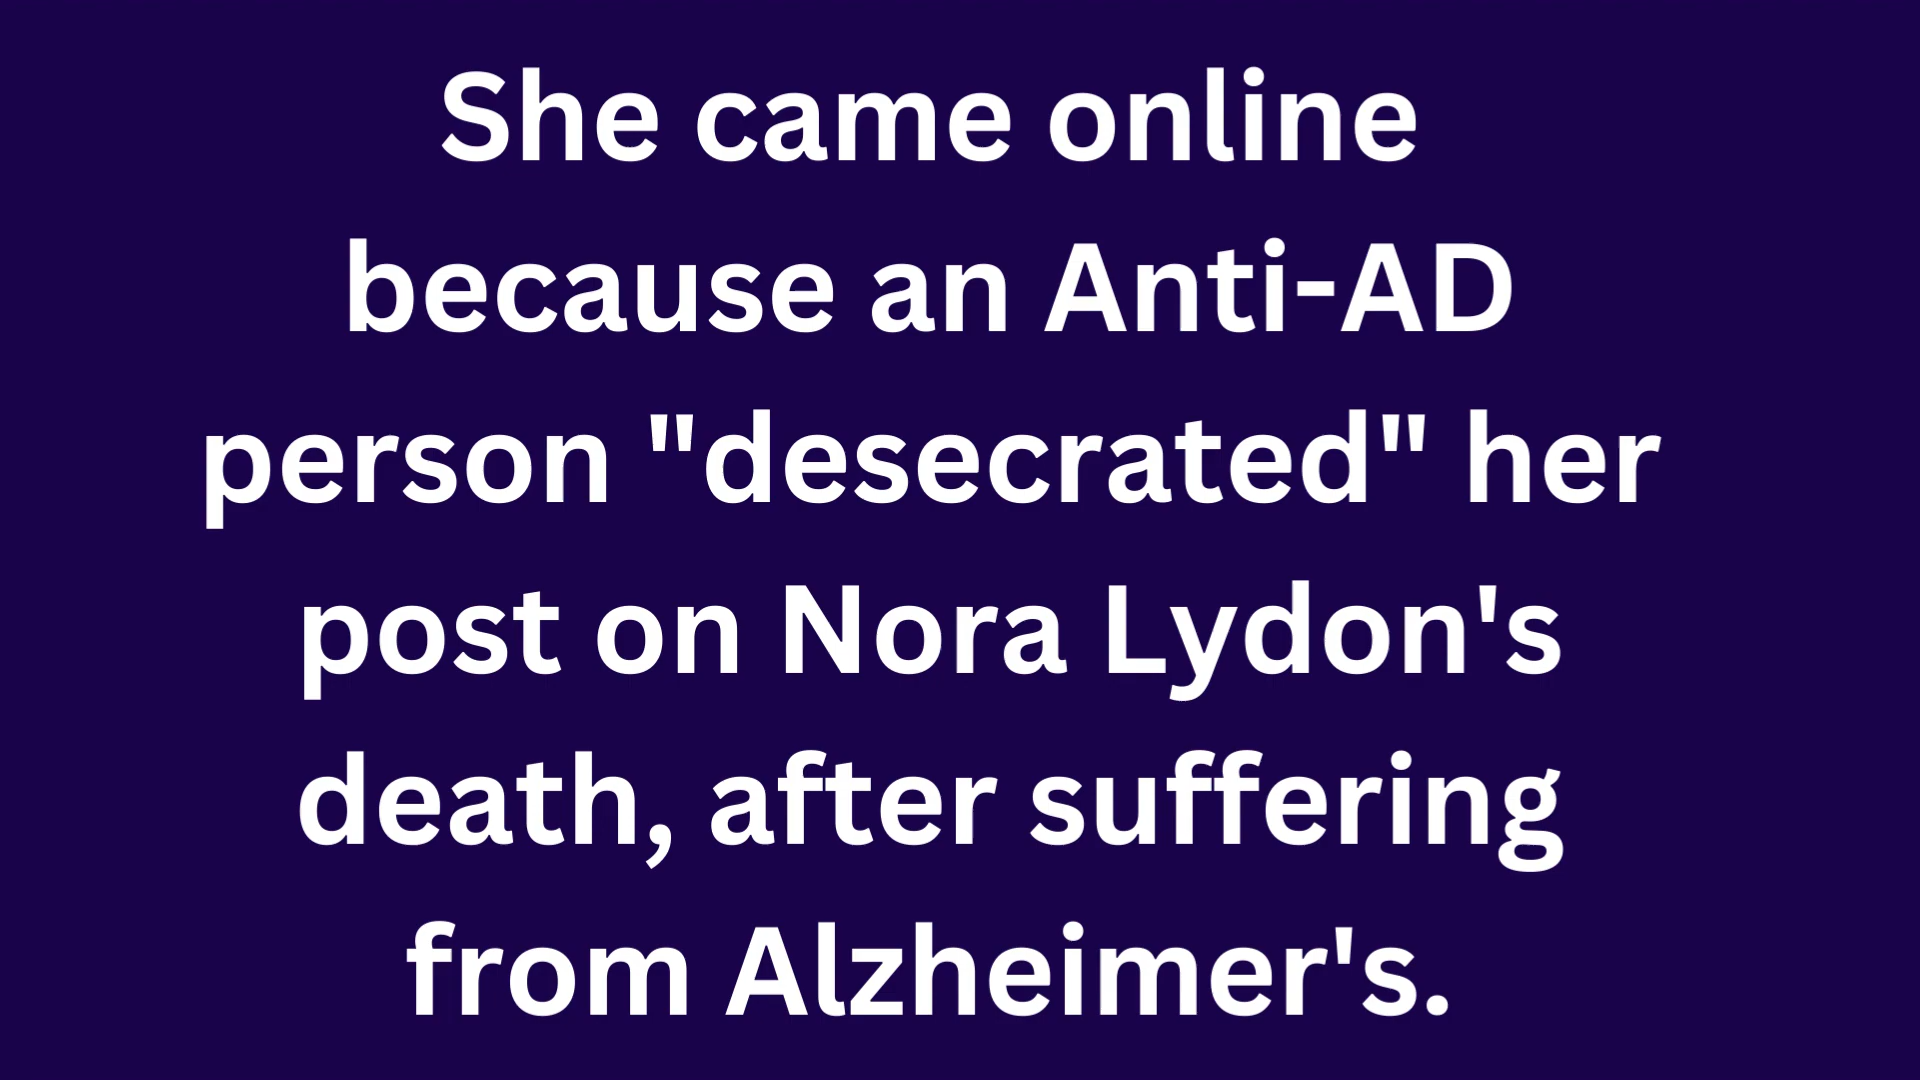 She came online
because an Anti-AD
person "desecrated" her
post on Nora Lydon's
death, after suffering
from Alzheimer's.